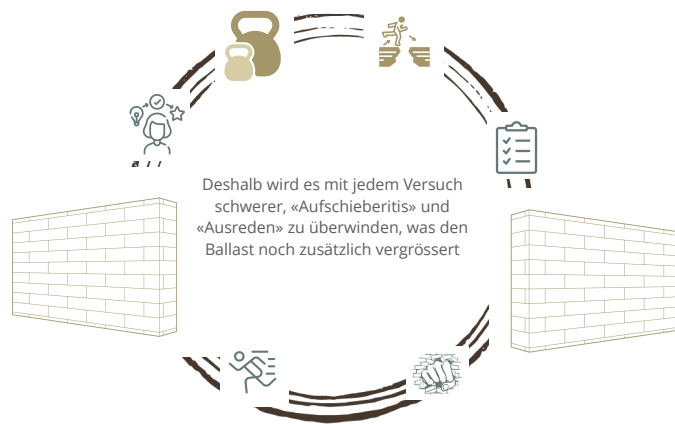 Deshalb wird es mit jedem Versuch
schwerer, «Aufschieberitis» und
«Ausreden» zu überwinden, was den
Ballast noch zusätzlich vergrössert